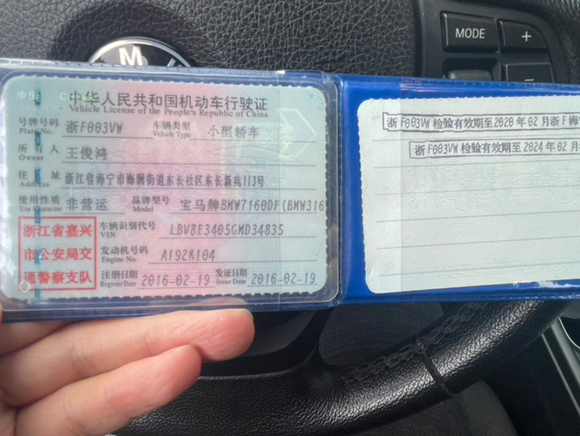 MODE
+
M
中华人民共和国机动车行驶证
Vehicle License of the People's Republic of China
号牌号码 浙F003VW 车辆类型 小型轿车
Plate No. Vehicle Type
所有人 王俊鸿
Owner
住址 浙江省海宁市海洲街道东长社区东长新苑113号
Address
使用性质 非营运 品牌型号 宝马牌BMW7160DF(BMW316
Use Character Model
浙江省嘉兴
市公安局交
通警察支队
车辆识别代号 LBV8E3405GMD34835
VIN
发动机号码 A192K104
Engine No.
注册日期 2016-02-19 发证日期 2016-02-19
Register Date Issue Date
浙F003VW 检验有效期至2020年02月浙F
浙F003VW 检验有效期至2024年02月